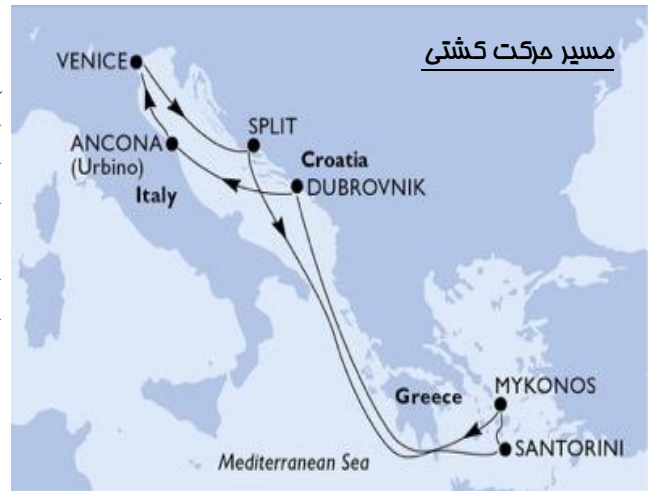 مسیر حرکت کشتی
VENICE
SPLIT
ANCONA
(Urbino)
Croatia
DUBROVNIK
Italy
MYKONOS
Greece
SANTORINI
Mediterranean Sea